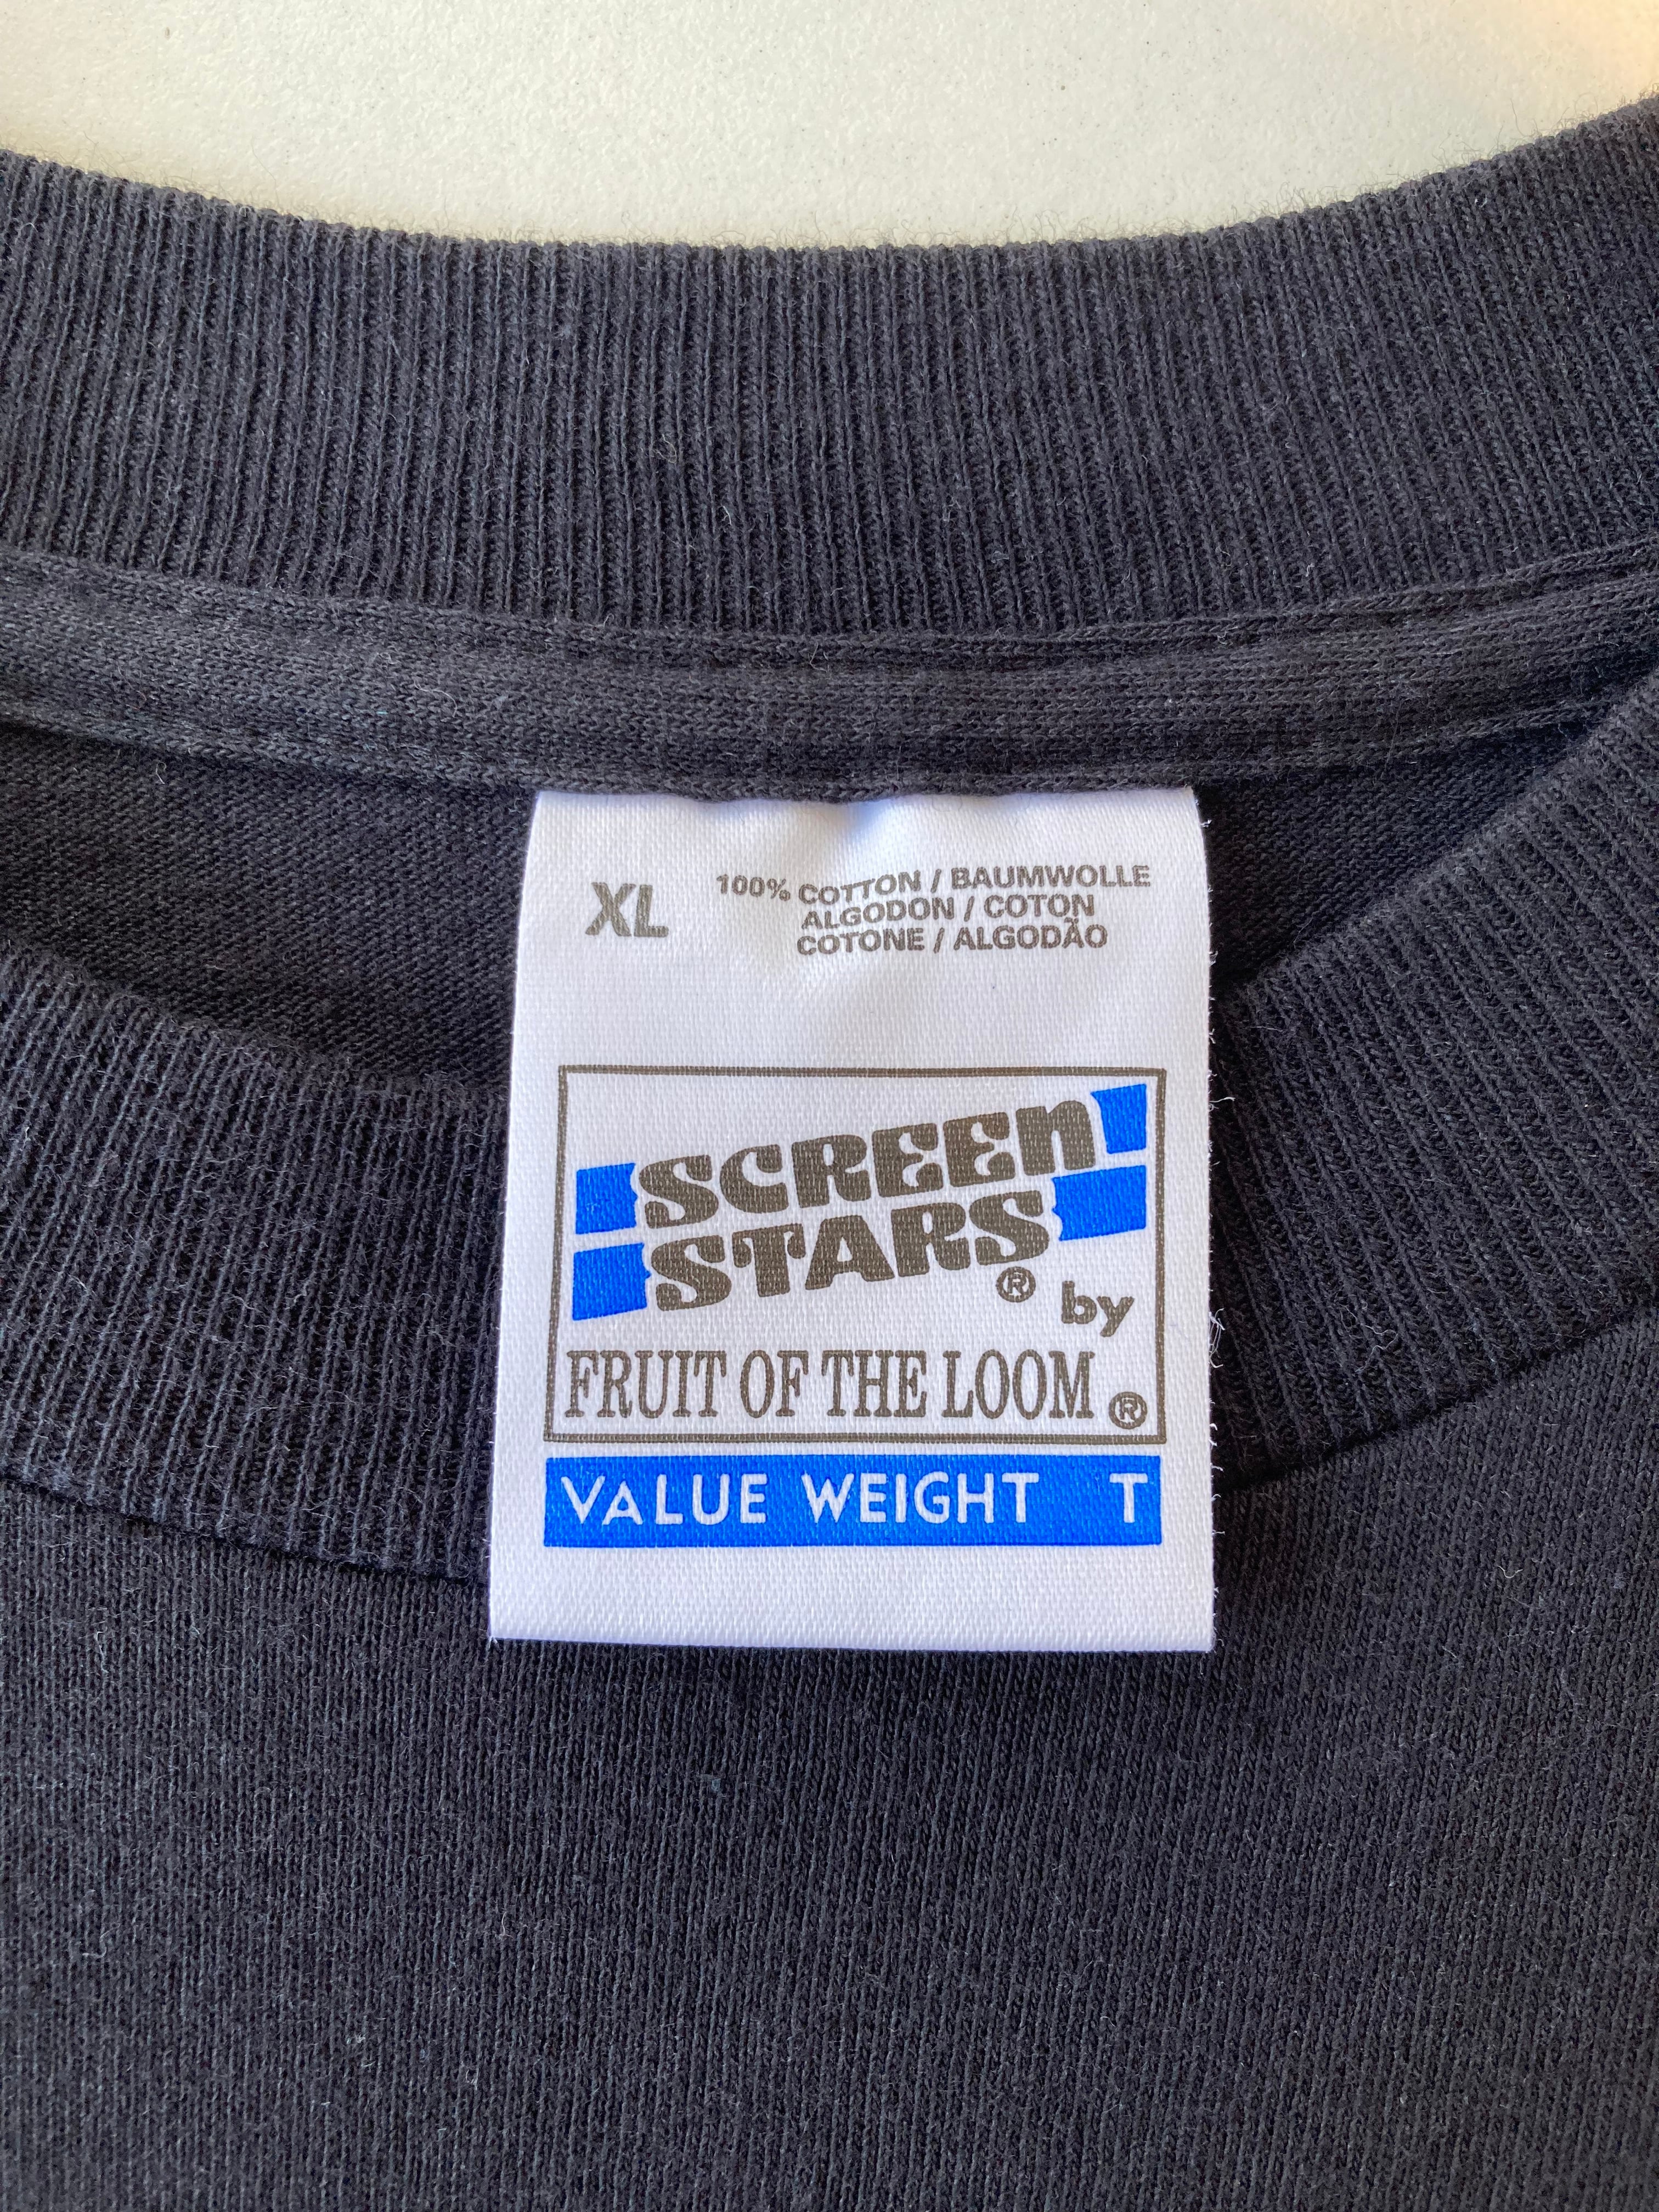 XL
100% COTTON / BAUMWOLLE
ALGODON / COTON
COTONE / ALGODÃO
SCREEN
STARS
® by
FRUIT OF THE LOOM ®
VALUE WEIGHT T